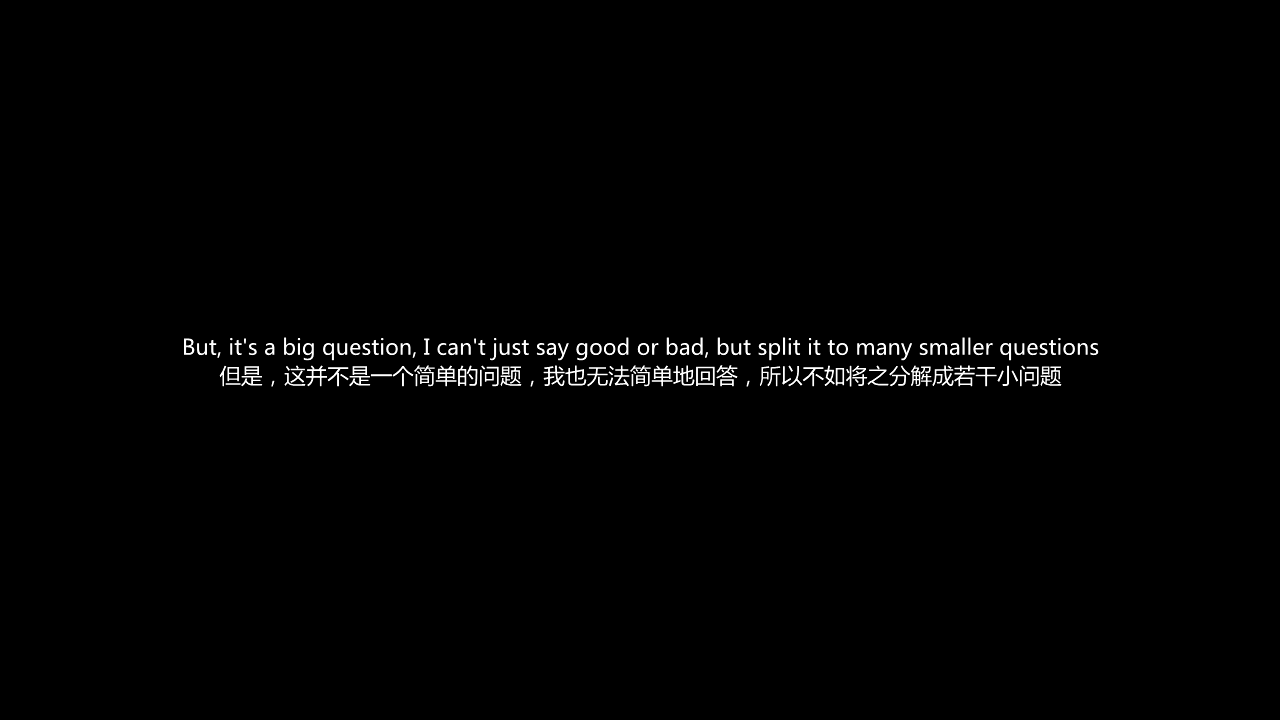 But, it's a big question, I can't just say good or bad, but split it to many smaller questions
但是，这并不是一个简单的问题，我也无法简单地回答，所以不如将之分解成若干小问题